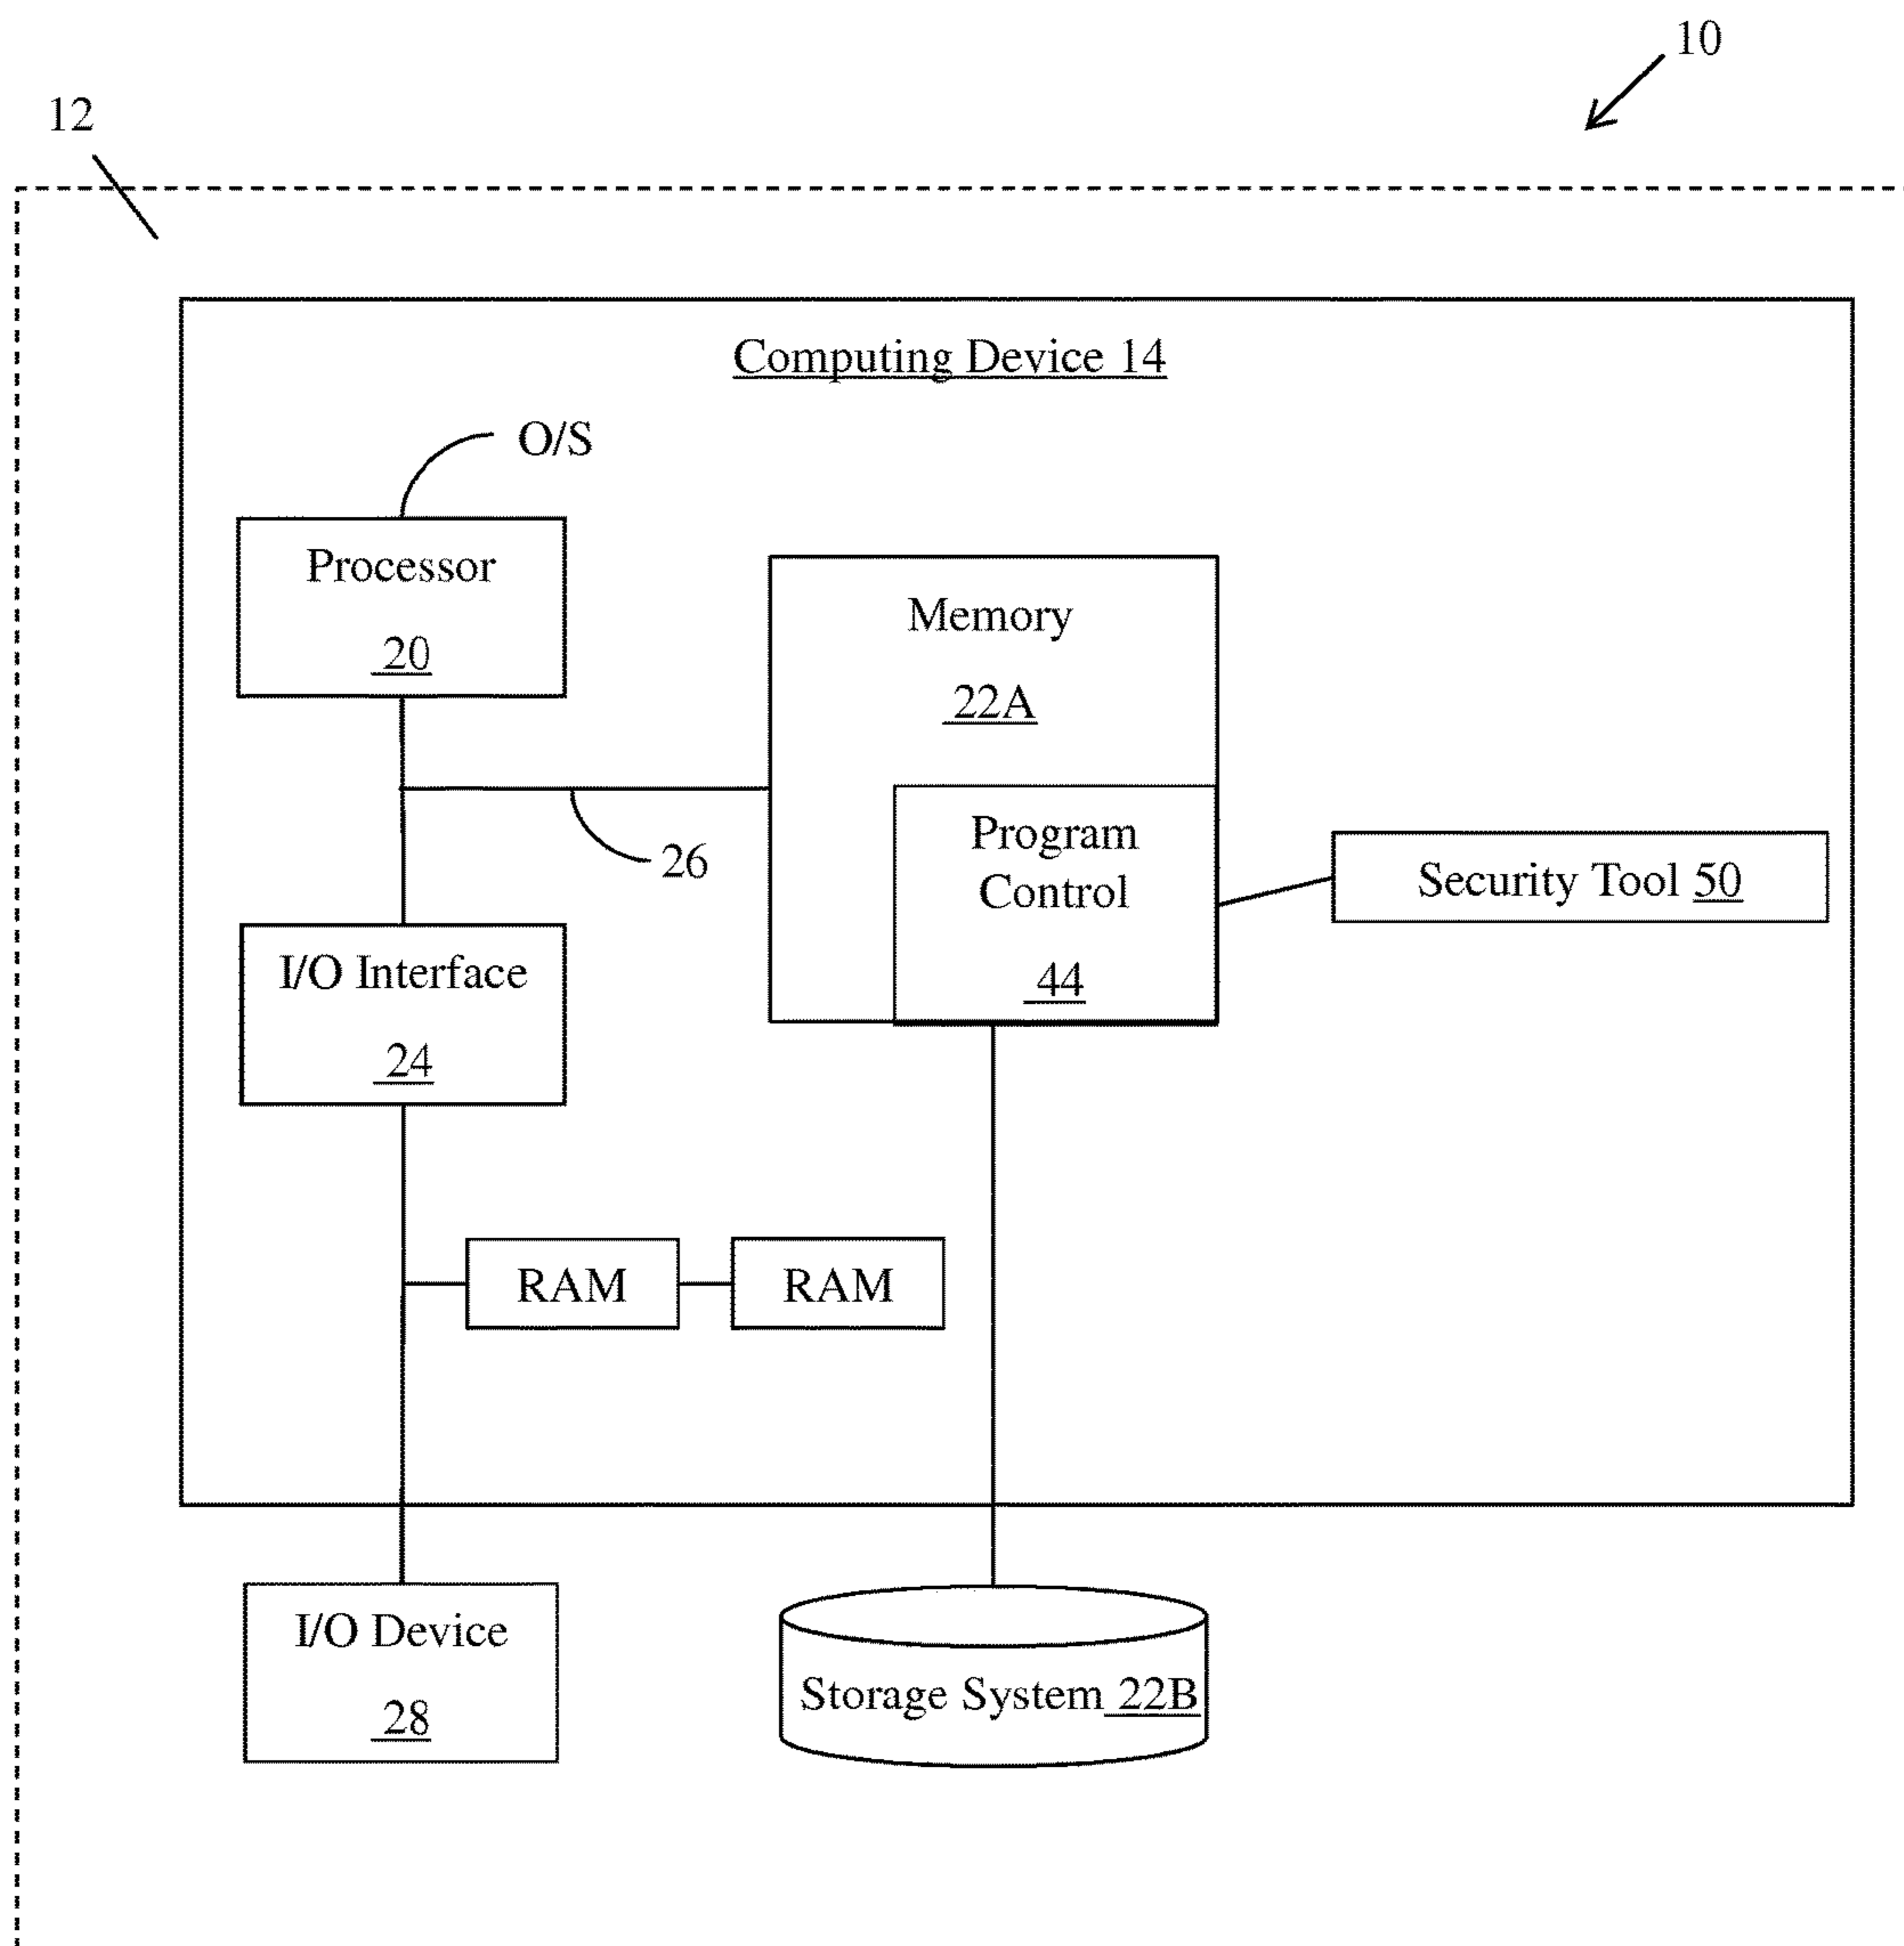 10
12
Computing Device 14
O/S
Processor
20
Memory
22A
26
Program
Control
44
Security Tool 50
I/O Interface
24
RAM
RAM
I/O Device
28
Storage System 22B